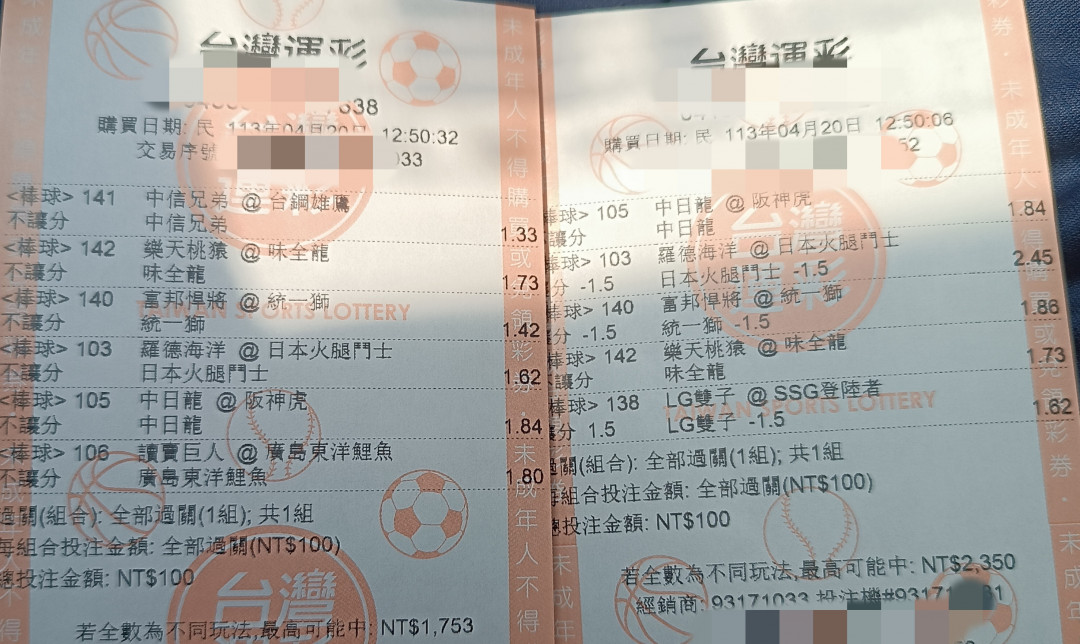 台灣運彩
638
購買日期: 民 113年04月20日 12:50:32
交易序號
033
<棒球> 141 中信兄弟 @ 台鋼雄鷹
不讓分 中信兄弟 1.33
<棒球> 142 樂天桃猿 @ 味全龍
不讓分 味全龍 1.73
<棒球> 140 富邦悍將 @ 統一獅
不讓分 統一獅 1.42
<棒球> 103 羅德海洋 @ 日本火腿鬥士
不讓分 日本火腿鬥士 1.62
<棒球> 105 中日龍 @ 阪神虎
不讓分 中日龍 1.84
<棒球> 106 讀賣巨人 @ 廣島東洋鯉魚
不讓分 廣島東洋鯉魚 1.80
過關(組合): 全部過關(1組); 共1組
每組合投注金額: 全部過關(NT$100)
總投注金額: NT$100
若全數為不同玩法,最高可能中: NT$1,753
TAIWAN SPORTS LOTTERY
台灣運彩
台灣
未成年人不得購買或兌領彩券.未成年人不得
台灣運彩
購買日期: 民 113年04月20日 12:50:06
52
棒球> 105 中日龍 @ 阪神虎
讓分 中日龍 1.84
棒球> 103 羅德海洋 @ 日本火腿鬥士
分 -1.5 日本火腿鬥士 -1.5 2.45
棒球> 140 富邦悍將 @ 統一獅
分 -1.5 統一獅 -1.5 1.86
棒球> 142 樂天桃猿 @ 味全龍
讓分 味全龍 1.73
棒球> 138 LG雙子 @ SSG登陸者
分 1.5 LG雙子 -1.5 1.62
過關(組合): 全部過關(1組); 共1組
每組合投注金額: 全部過關(NT$100)
總投注金額: NT$100
若全數為不同玩法,最高可能中: NT$2,350
經銷商: 93171033 投注機#9317
台灣運彩
TAIWAN SPORTS LOTTERY